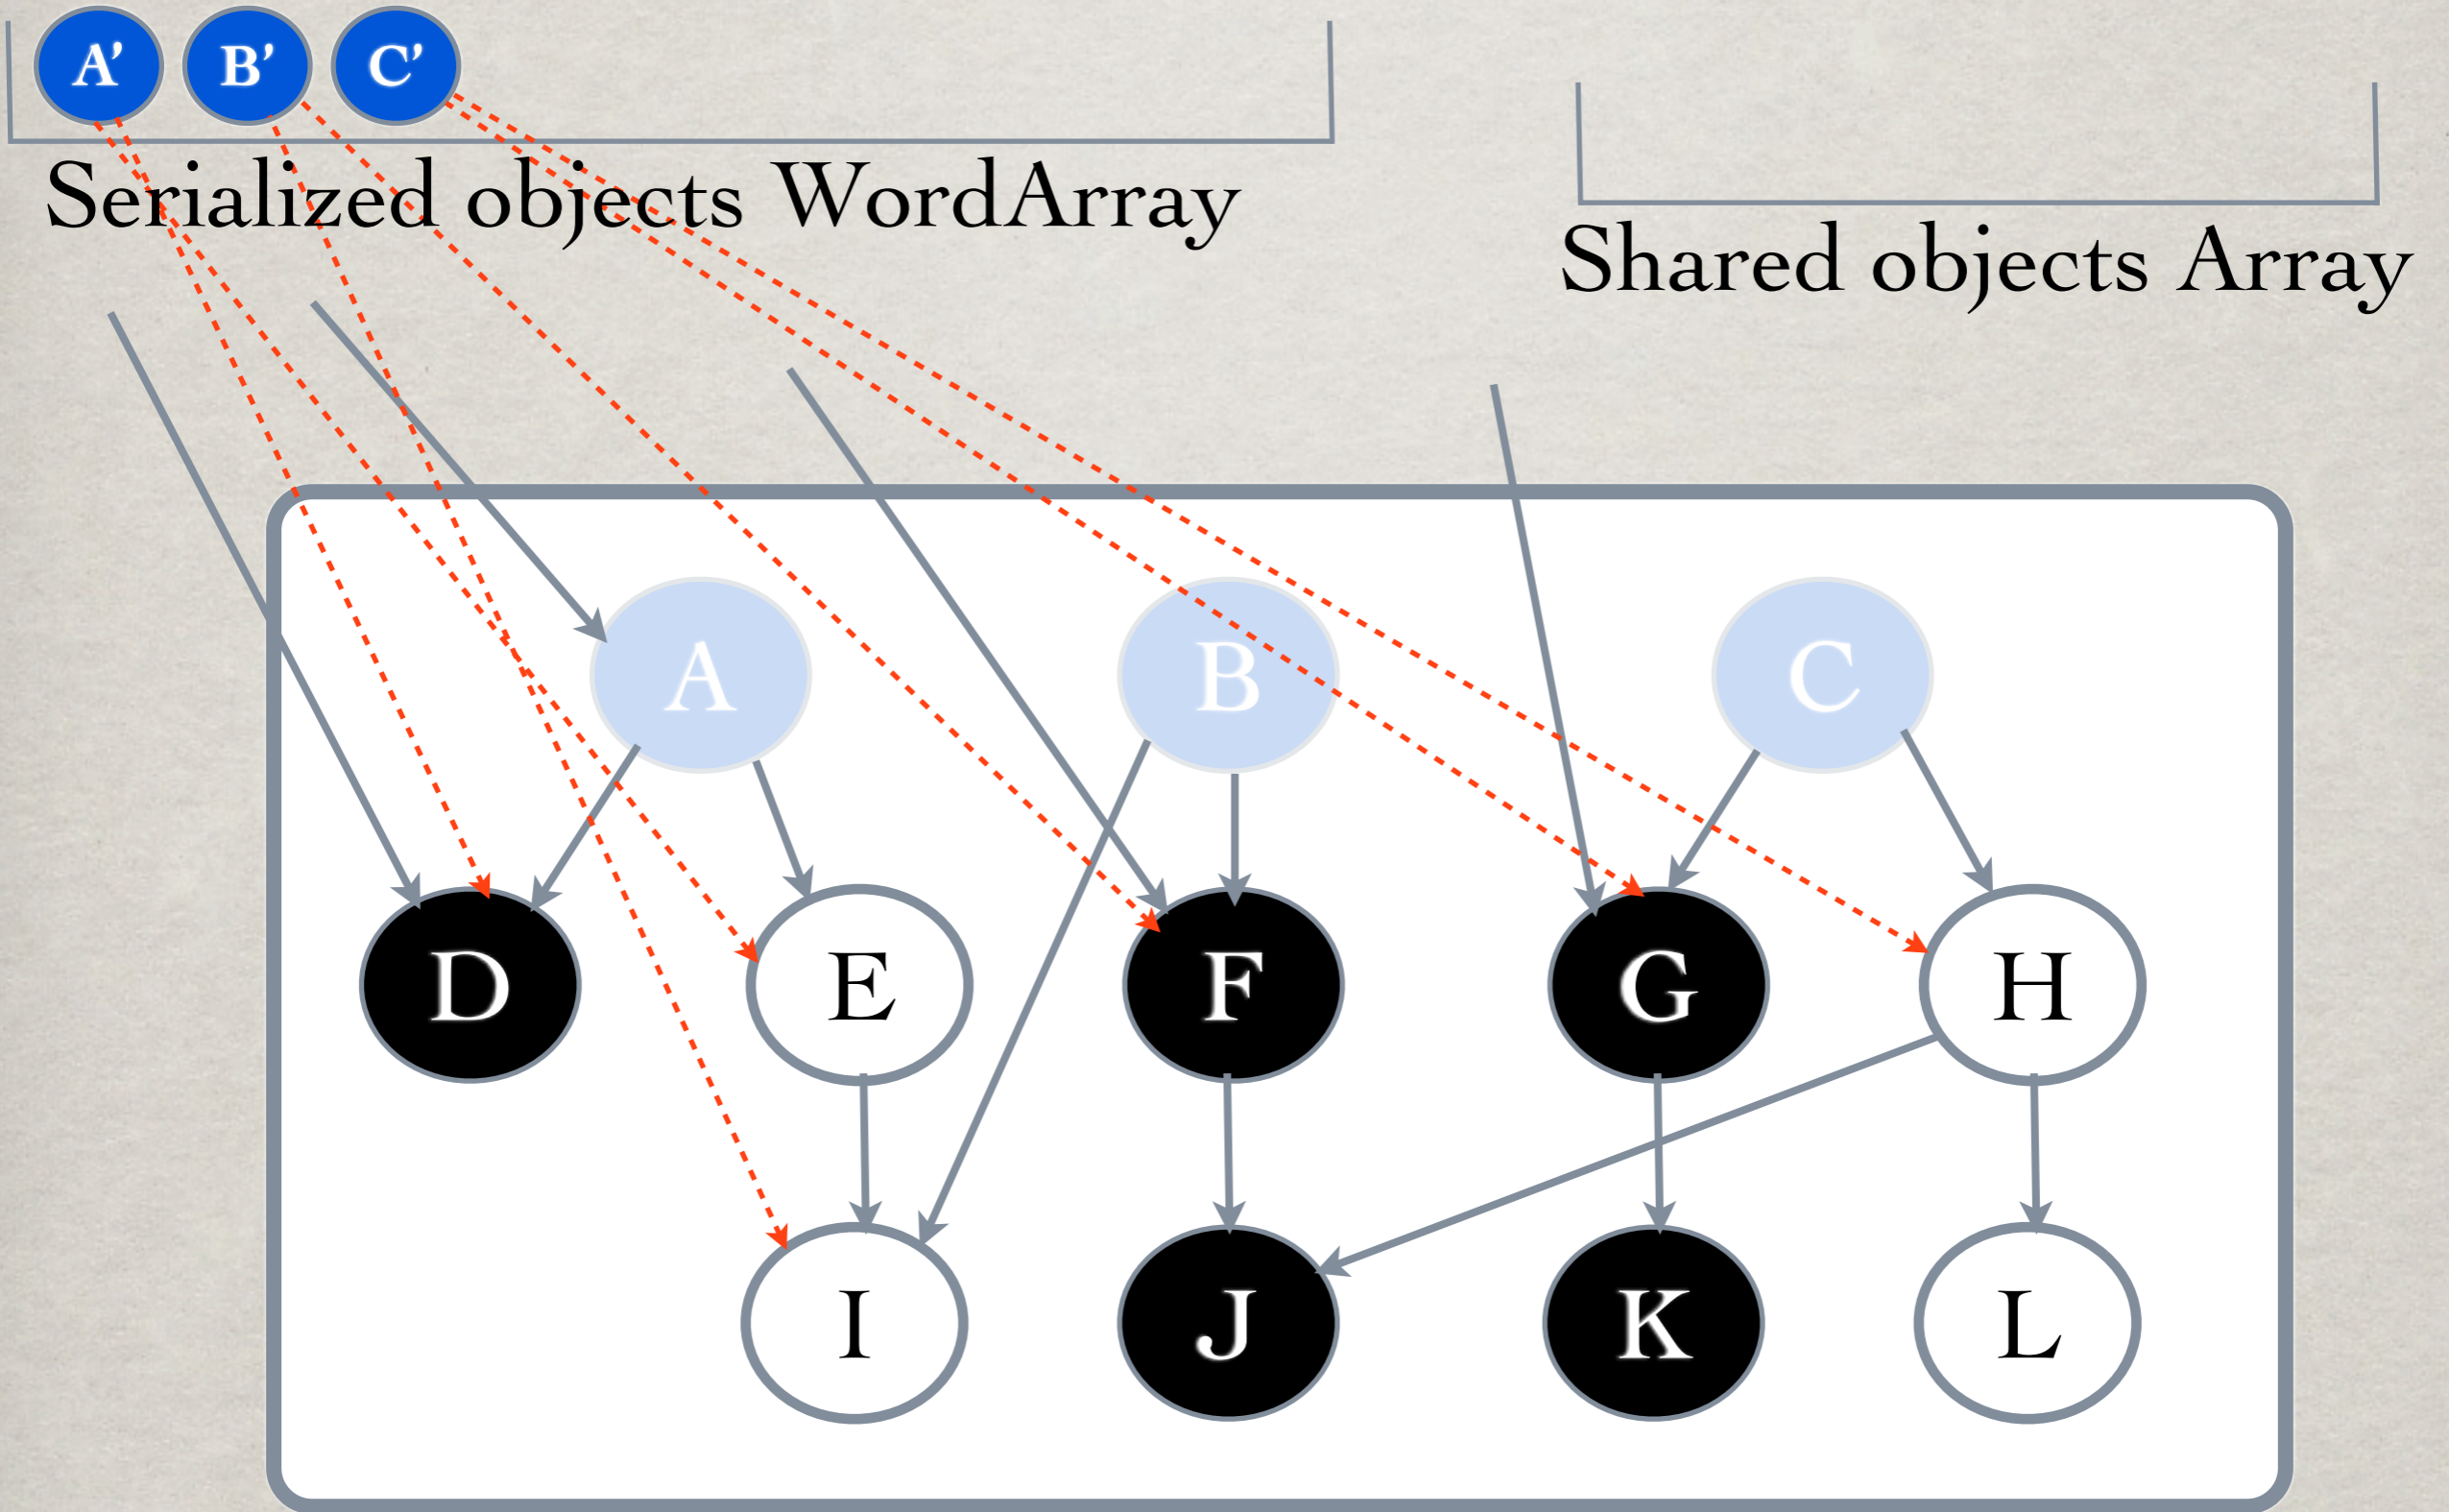 A’ B’ C’
Serialized objects WordArray
Shared objects Array
A B C
D E F G H
I J K L